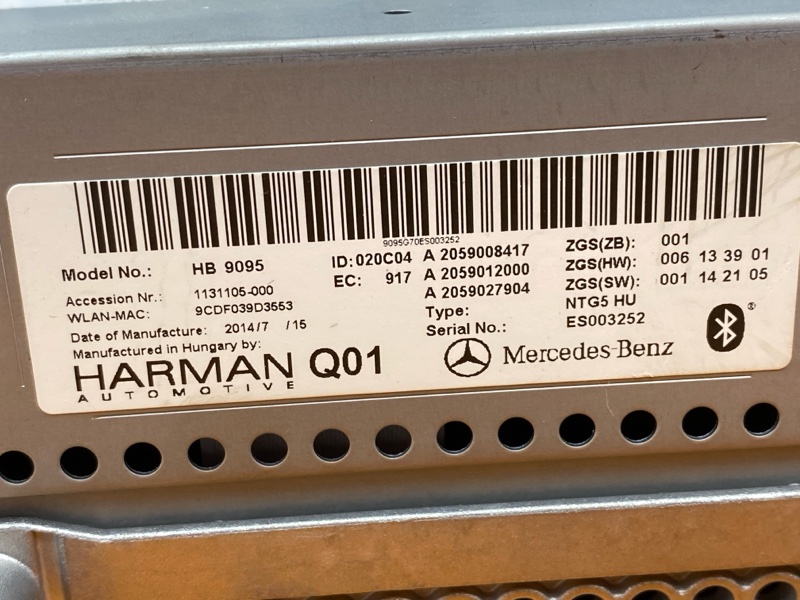 9095G70ES003252
Model No.: HB 9095 ID: 020C04 A 2059008417 ZGS(ZB): 001
EC: 917 A 2059012000 ZGS(HW): 006 13 39 01
Accession Nr.: 1131105-000 A 2059027904 ZGS(SW): 001 14 21 05
WLAN-MAC: 9CDF039D3553 Type: NTG5 HU
Date of Manufacture: 2014/7 /15 Serial No.: ES003252
Manufactured in Hungary by:
HARMAN Q01 Mercedes-Benz ®
AUTOMOTIVE